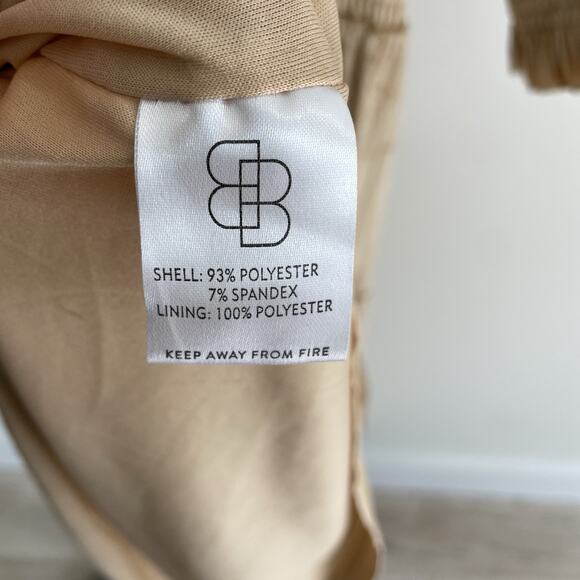 SHELL: 93% POLYESTER
7% SPANDEX
LINING: 100% POLYESTER
KEEP AWAY FROM FIRE